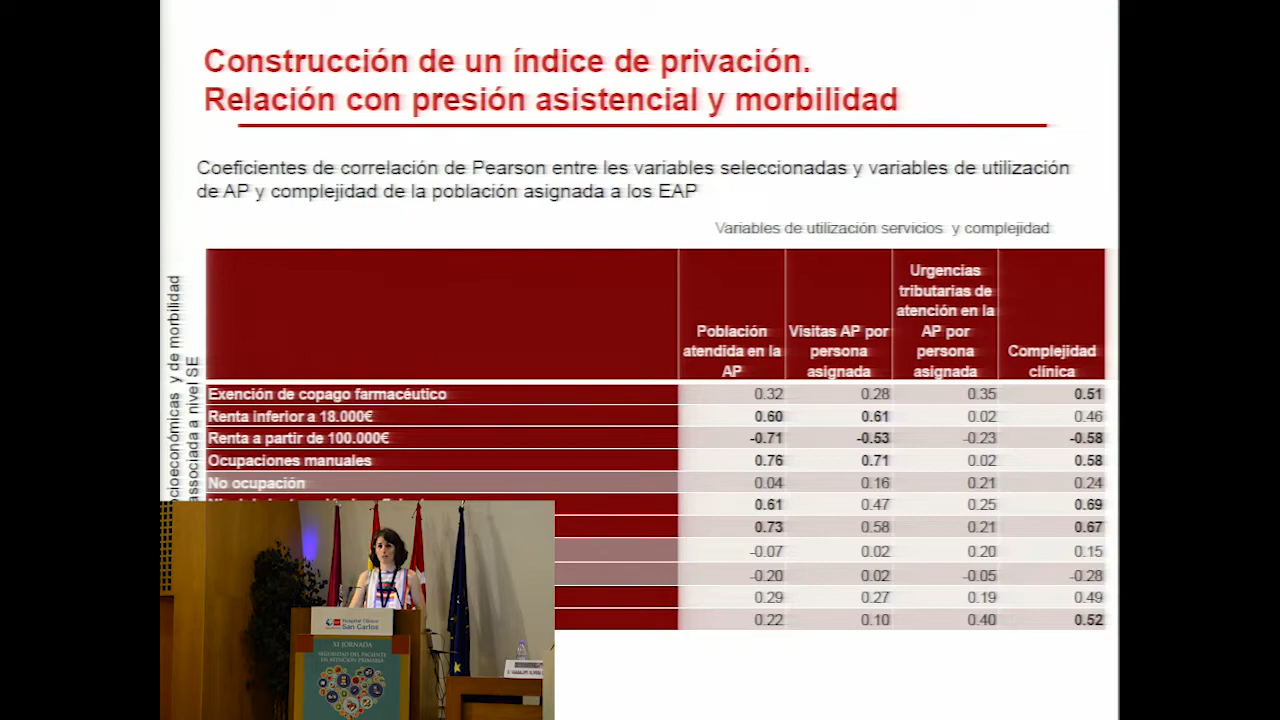 Construcción de un índice de privación.
Relación con presión asistencial y morbilidad
Coeficientes de correlación de Pearson entre les variables seleccionadas y variables de utilización
de AP y complejidad de la población asignada a los EAP
Variables de utilización servicios y complejidad
socioeconómicas y de morbilidad
associada a nivel SE
Población
atendida en la
AP
Visitas AP por
persona
asignada
Urgencias
tributarias de
atención en la
AP por
persona
asignada
Complejidad
clínica
Exención de copago farmacéutico 0.32 0.28 0.35 0.51
Renta inferior a 18.000€ 0.60 0.61 0.02 0.46
Renta a partir de 100.000€ -0.71 -0.53 -0.23 -0.58
Ocupaciones manuales 0.76 0.71 0.02 0.58
No ocupación 0.04 0.16 0.21 0.24
0.61 0.47 0.25 0.69
0.73 0.58 0.21 0.67
-0.07 0.02 0.20 0.15
-0.20 0.02 -0.05 -0.28
0.29 0.27 0.19 0.49
0.22 0.10 0.40 0.52
Hospital Clínico
San Carlos
XI JORNADA
SEGURIDAD DEL PACIENTE
EN ATENCIÓN PRIMARIA